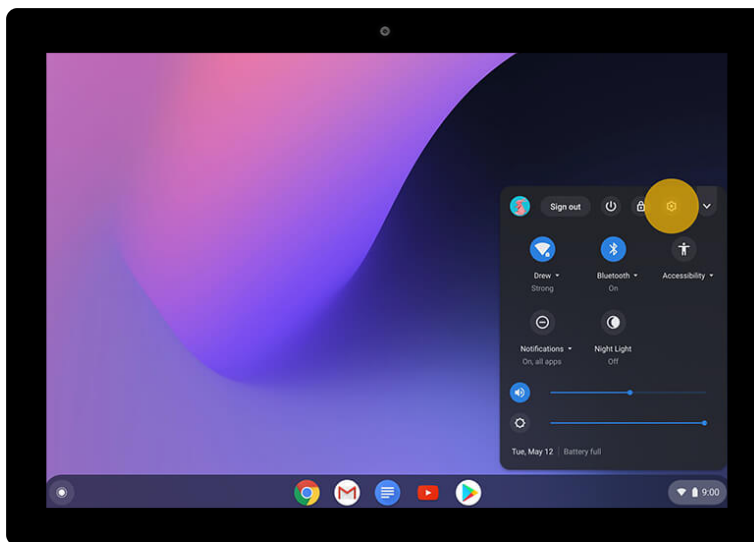 Sign out
Drew
Strong
Bluetooth
On
Accessibility
Notifications
On, all apps
Night Light
Off
Tue, May 12 | Battery full
9:00